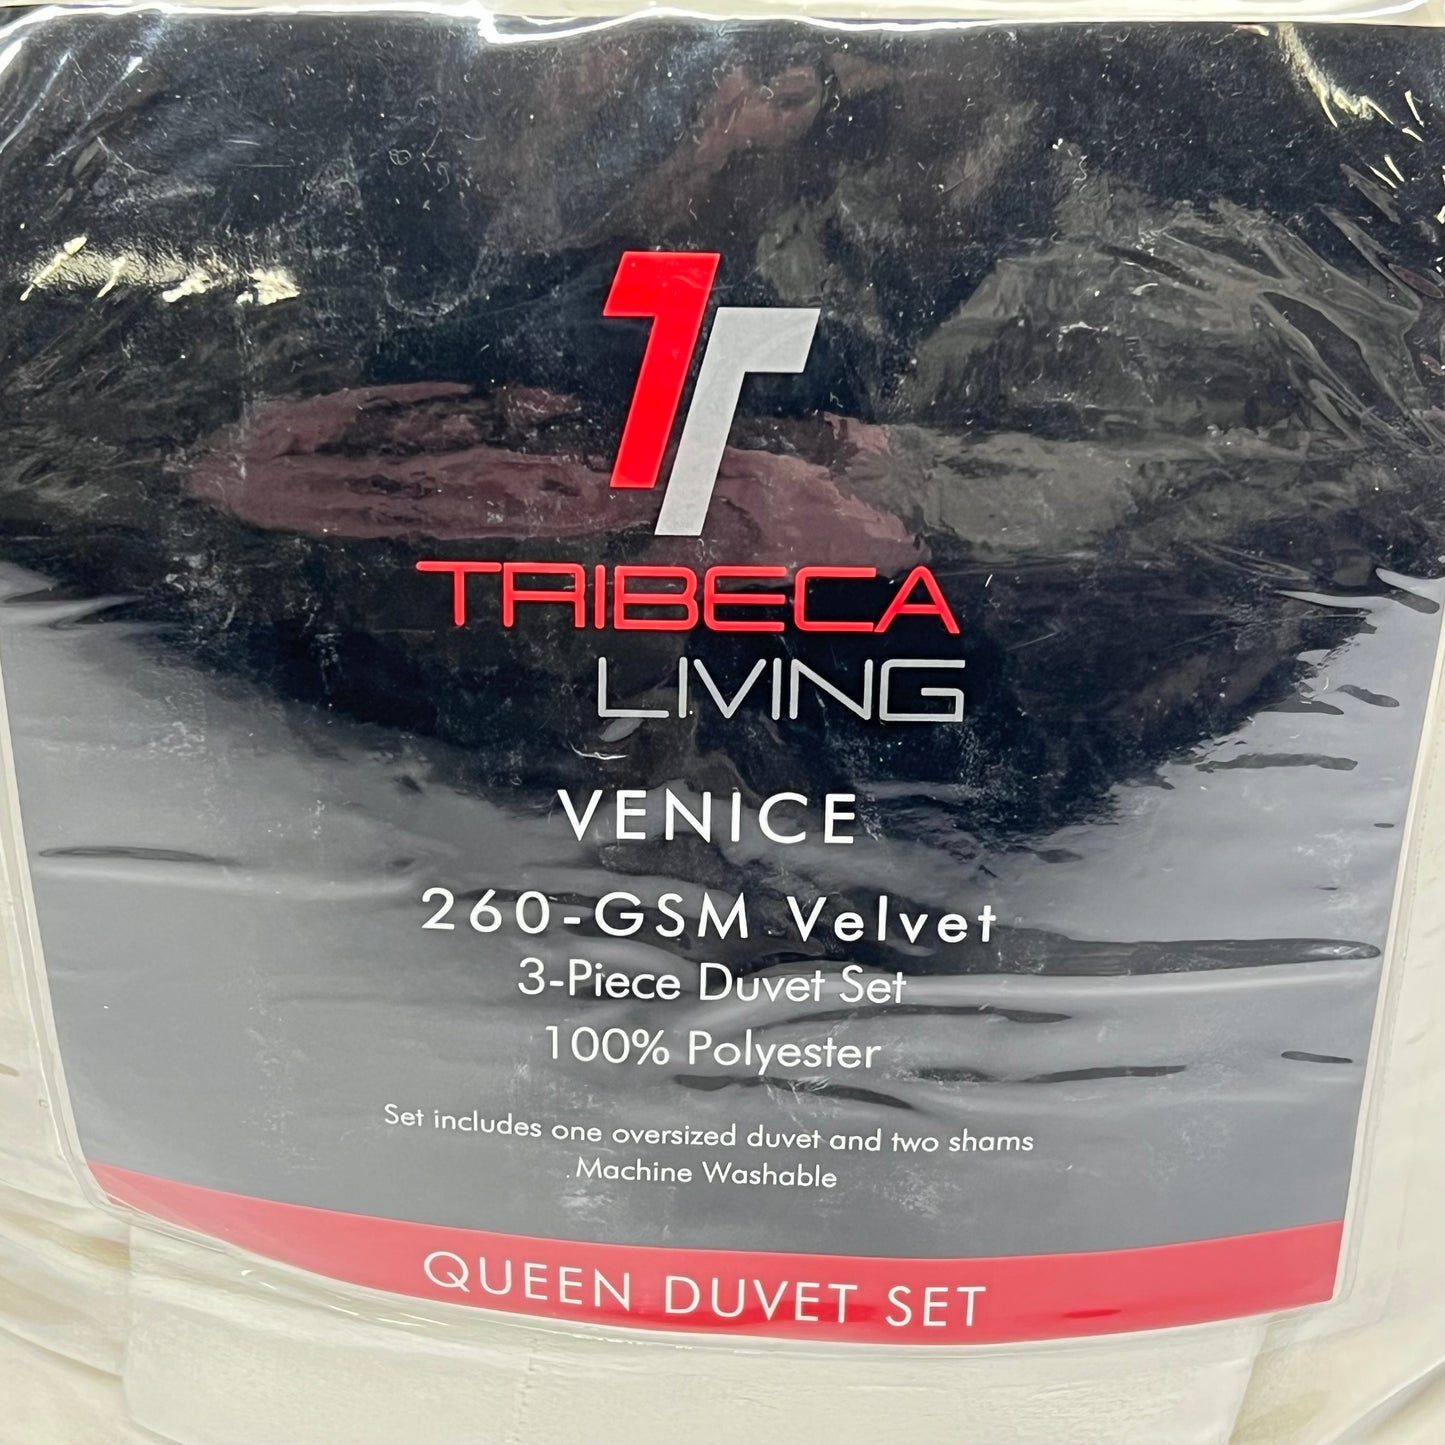 TRIBECA
LIVING
VENICE
260-GSM Velvet
3-Piece Duvet Set
100% Polyester
Set includes one oversized duvet and two shams
Machine Washable
QUEEN DUVET SET